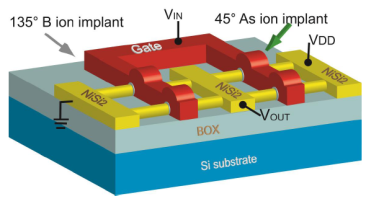 135° B ion implant
VIN
45° As ion implant
Gate
VDD
NiSi2
NiSi2
NiSi2
VOUT
BOX
Si substrate